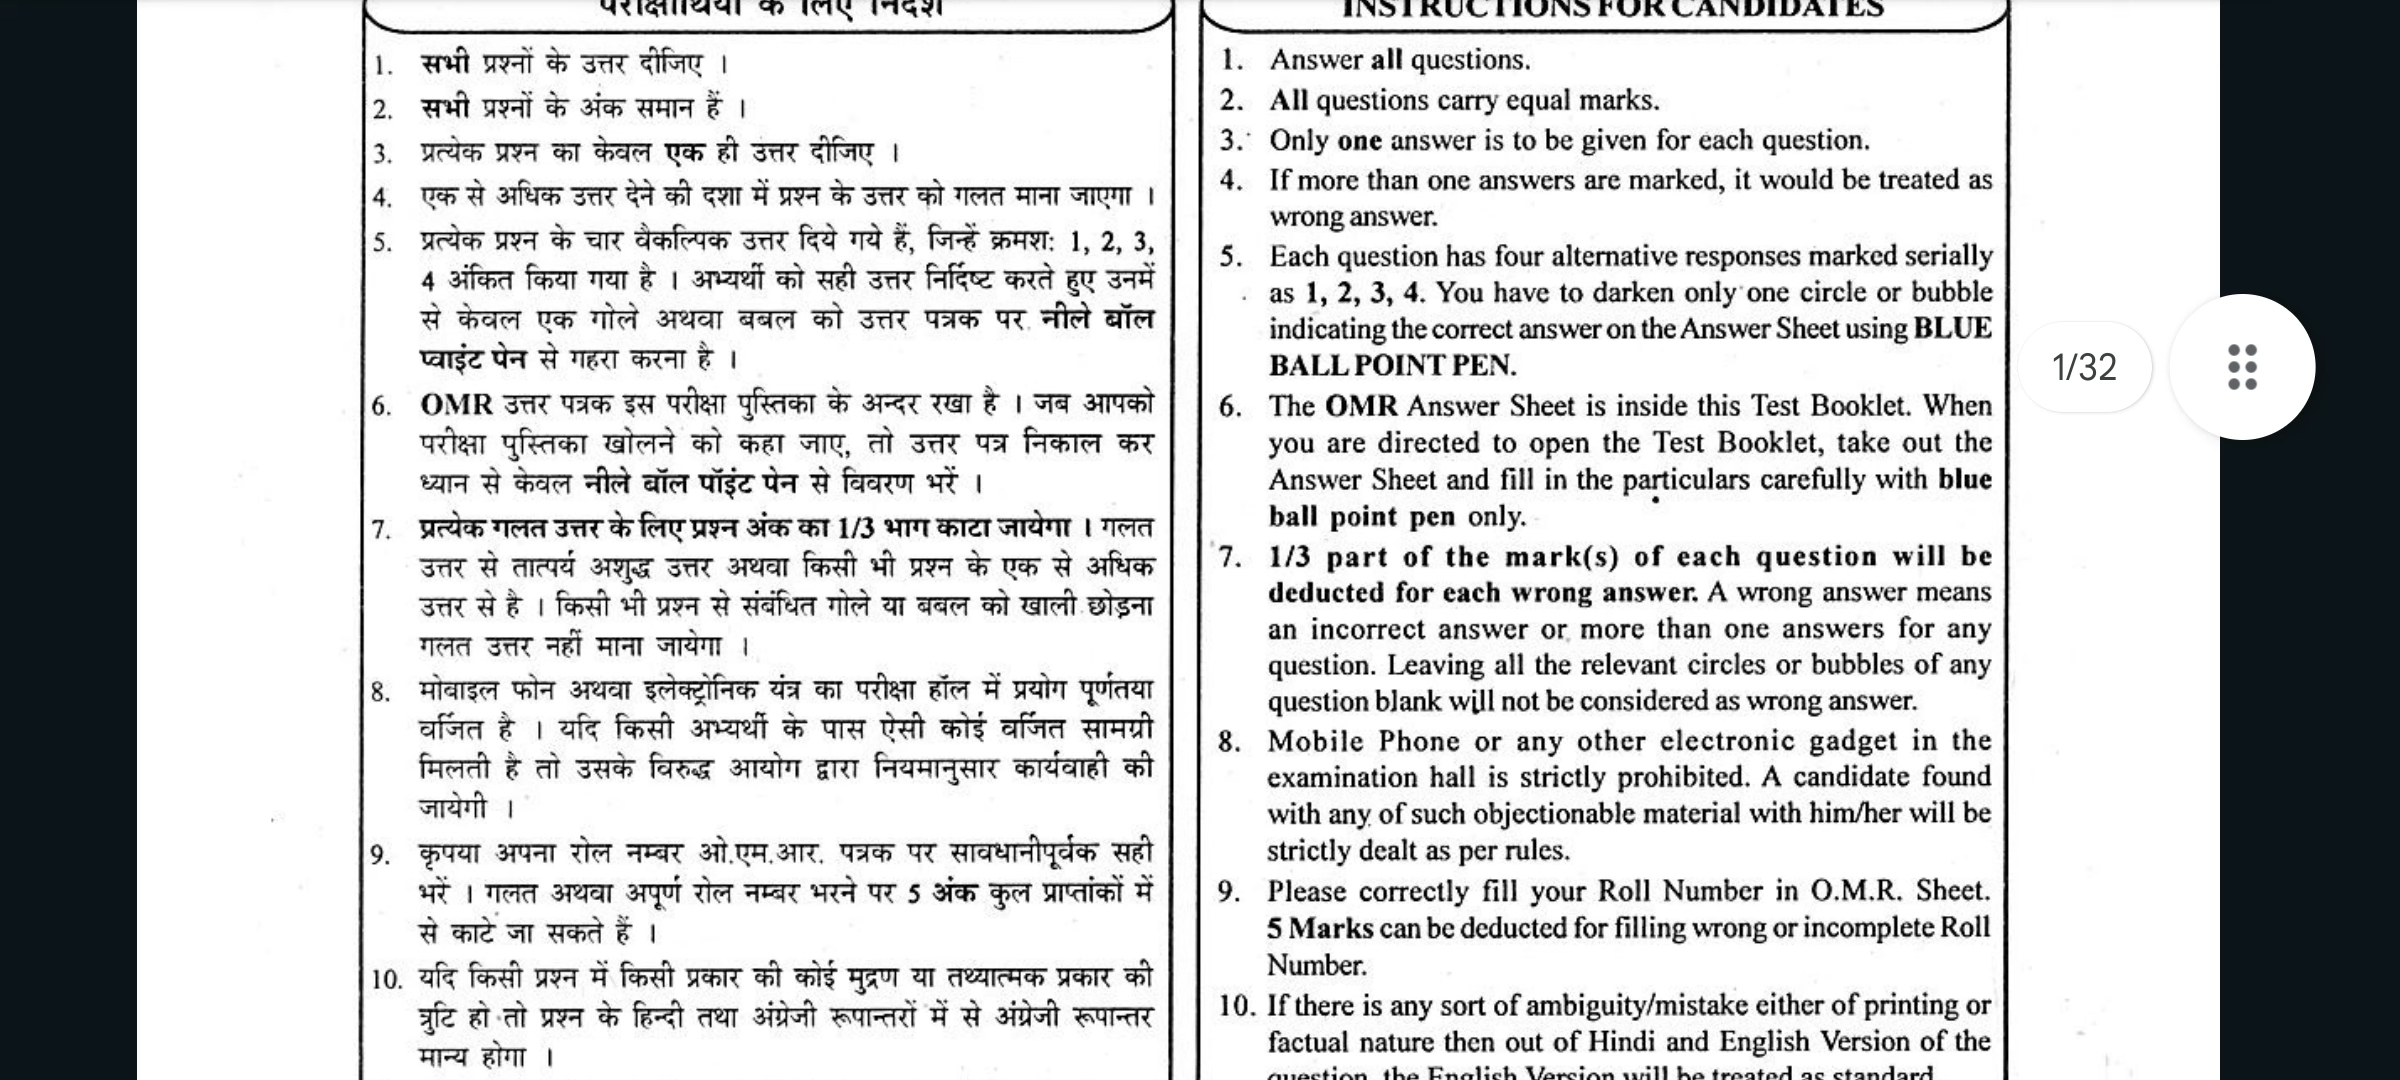 परीक्षार्थियों के लिए निर्देश
1. सभी प्रश्नों के उत्तर दीजिए ।
2. सभी प्रश्नों के अंक समान हैं ।
3. प्रत्येक प्रश्न का केवल एक ही उत्तर दीजिए ।
4. एक से अधिक उत्तर देने की दशा में प्रश्न के उत्तर को गलत माना जाएगा ।
5. प्रत्येक प्रश्न के चार वैकल्पिक उत्तर दिये गये हैं, जिन्हें क्रमशः 1, 2, 3,
4 अंकित किया गया है । अभ्यर्थी को सही उत्तर निर्दिष्ट करते हुए उनमें
से केवल एक गोले अथवा बबल को उत्तर पत्रक पर नीले बॉल
प्वाइंट पेन से गहरा करना है ।
6. OMR उत्तर पत्रक इस परीक्षा पुस्तिका के अन्दर रखा है । जब आपको
परीक्षा पुस्तिका खोलने को कहा जाए, तो उत्तर पत्र निकाल कर
ध्यान से केवल नीले बॉल पॉइंट पेन से विवरण भरें ।
7. प्रत्येक गलत उत्तर के लिए प्रश्न अंक का 1/3 भाग काटा जायेगा । गलत
उत्तर से तात्पर्य अशुद्ध उत्तर अथवा किसी भी प्रश्न के एक से अधिक
उत्तर से है । किसी भी प्रश्न से संबंधित गोले या बबल को खाली छोड़ना
गलत उत्तर नहीं माना जायेगा ।
8. मोबाइल फोन अथवा इलेक्ट्रोनिक यंत्र का परीक्षा हॉल में प्रयोग पूर्णतया
वर्जित है । यदि किसी अभ्यर्थी के पास ऐसी कोई वर्जित सामग्री
मिलती है तो उसके विरुद्ध आयोग द्वारा नियमानुसार कार्यवाही की
जायेगी ।
9. कृपया अपना रोल नम्बर ओ.एम.आर. पत्रक पर सावधानीपूर्वक सही
भरें । गलत अथवा अपूर्ण रोल नम्बर भरने पर 5 अंक कुल प्राप्तांकों में
से काटे जा सकते हैं ।
10. यदि किसी प्रश्न में किसी प्रकार की कोई मुद्रण या तथ्यात्मक प्रकार की
त्रुटि हो तो प्रश्न के हिन्दी तथा अंग्रेजी रूपान्तरों में से अंग्रेजी रूपान्तर
मान्य होगा ।
INSTRUCTIONS FOR CANDIDATES
1. Answer all questions.
2. All questions carry equal marks.
3. Only one answer is to be given for each question.
4. If more than one answers are marked, it would be treated as
wrong answer.
5. Each question has four alternative responses marked serially
as 1, 2, 3, 4. You have to darken only one circle or bubble
indicating the correct answer on the Answer Sheet using BLUE
BALL POINT PEN.
6. The OMR Answer Sheet is inside this Test Booklet. When
you are directed to open the Test Booklet, take out the
Answer Sheet and fill in the particulars carefully with blue
ball point pen only.
7. 1/3 part of the mark(s) of each question will be
deducted for each wrong answer. A wrong answer means
an incorrect answer or more than one answers for any
question. Leaving all the relevant circles or bubbles of any
question blank will not be considered as wrong answer.
8. Mobile Phone or any other electronic gadget in the
examination hall is strictly prohibited. A candidate found
with any of such objectionable material with him/her will be
strictly dealt as per rules.
9. Please correctly fill your Roll Number in O.M.R. Sheet.
5 Marks can be deducted for filling wrong or incomplete Roll
Number.
10. If there is any sort of ambiguity/mistake either of printing or
factual nature then out of Hindi and English Version of the
question, the English Version will be treated as standard.
1/32